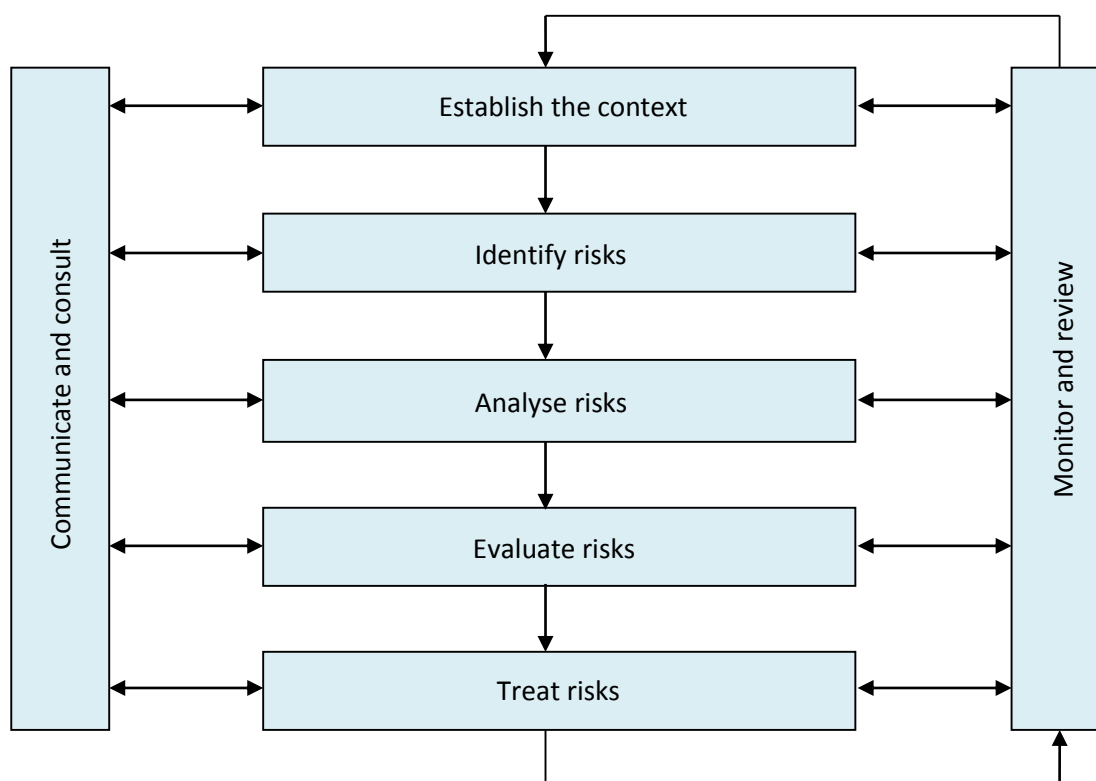 Establish the context
Communicate and consult
Identify risks
Monitor and review
Analyse risks
Evaluate risks
Treat risks